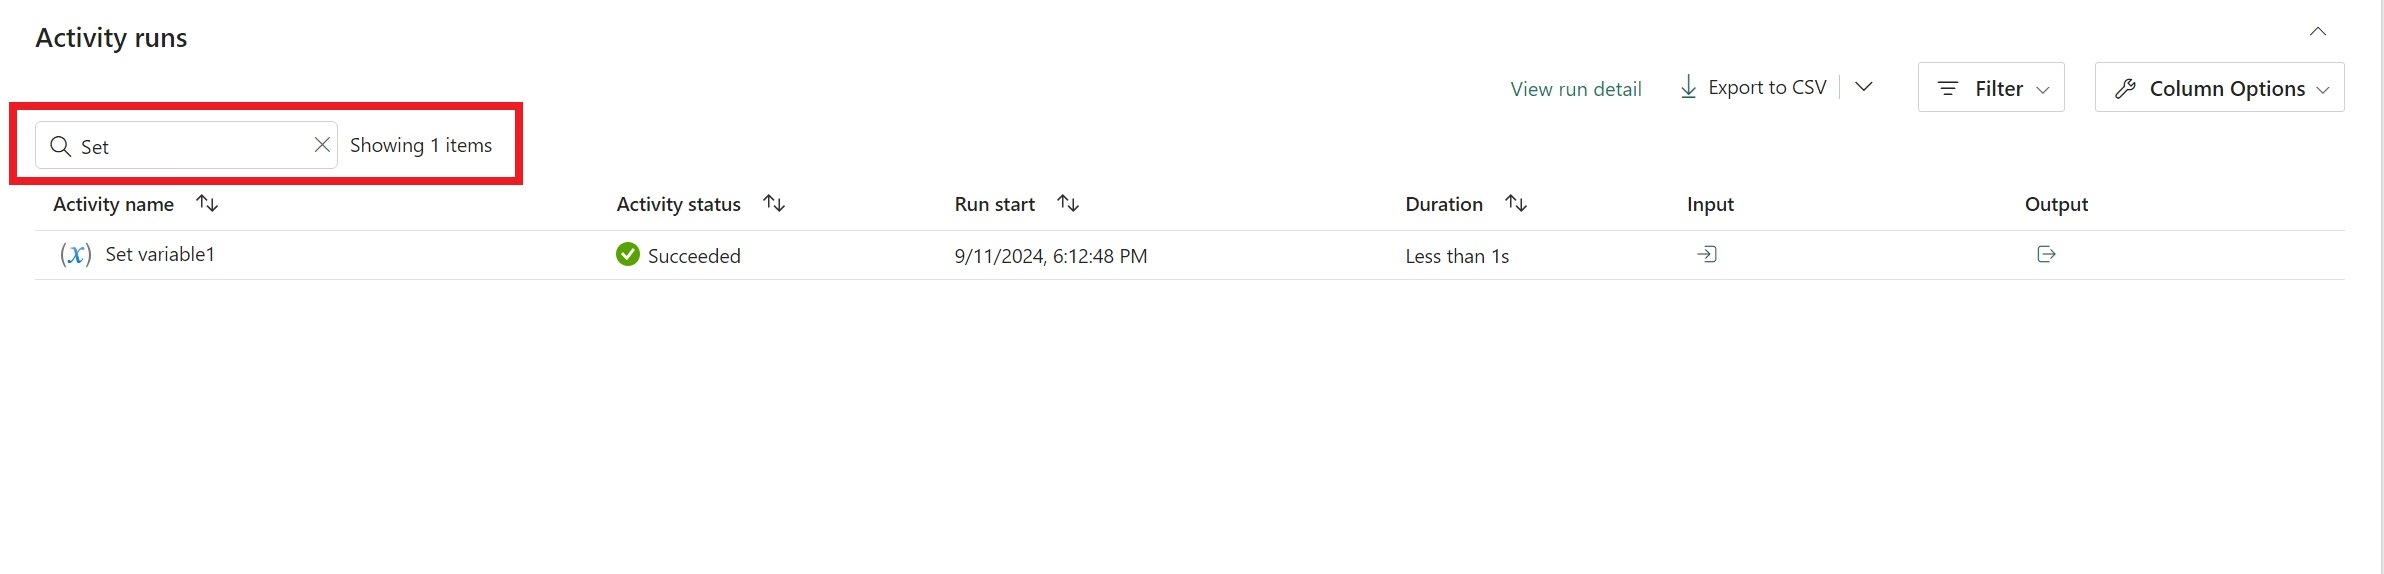 Activity runs
View run detail Export to CSV Filter Column Options
Set Showing 1 items
Activity name Activity status Run start Duration Input Output
(x) Set variable1 Succeeded 9/11/2024, 6:12:48 PM Less than 1s